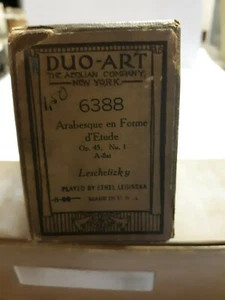 DUO-ART
THE AEOLIAN COMPANY
NEW YORK
6388
Arabesque en Forme
d'Etude
Op. 45, No. 1
A-flat
Leschetizky
PLAYED BY ETHEL LEGINSKA
MADE IN U. S. A.